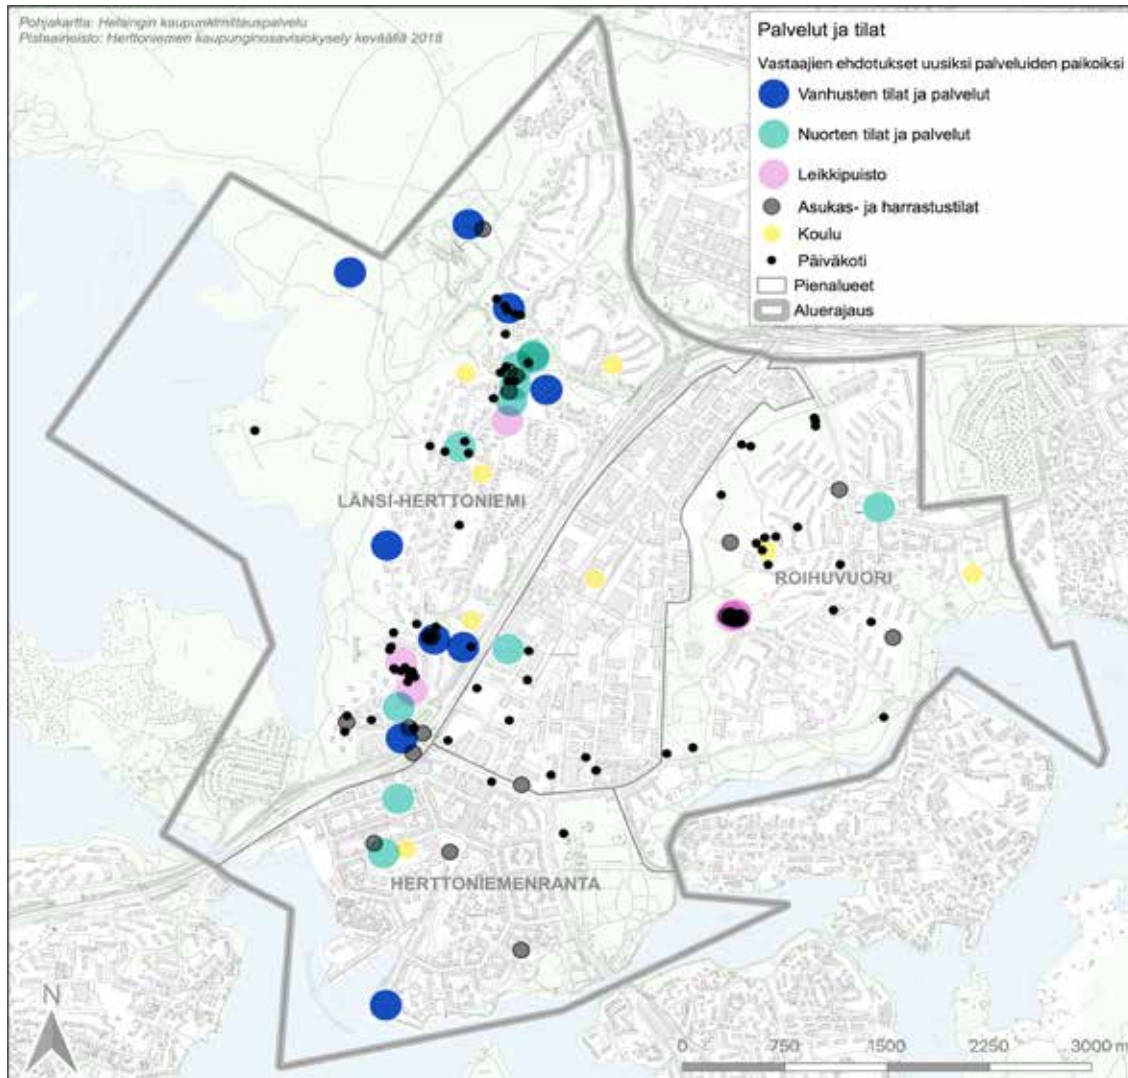 Pohjakartta: Helsingin kaupunkimittauspalvelu
Pisteaineisto: Herttoniemen kaupunginosavisiokysely keväällä 2018
Palvelut ja tilat
Vastaajien ehdotukset uusiksi palveluiden paikoiksi
Vanhusten tilat ja palvelut
Nuorten tilat ja palvelut
Leikkipuisto
Asukas- ja harrastustilat
Koulu
Päiväkoti
Pienalueet
Aluerajaus
LÄNSI-HERTTONIEMI
ROIHUVUORI
HERTTONIEMENRANTA
N
0 750 1500 2250 3000 m